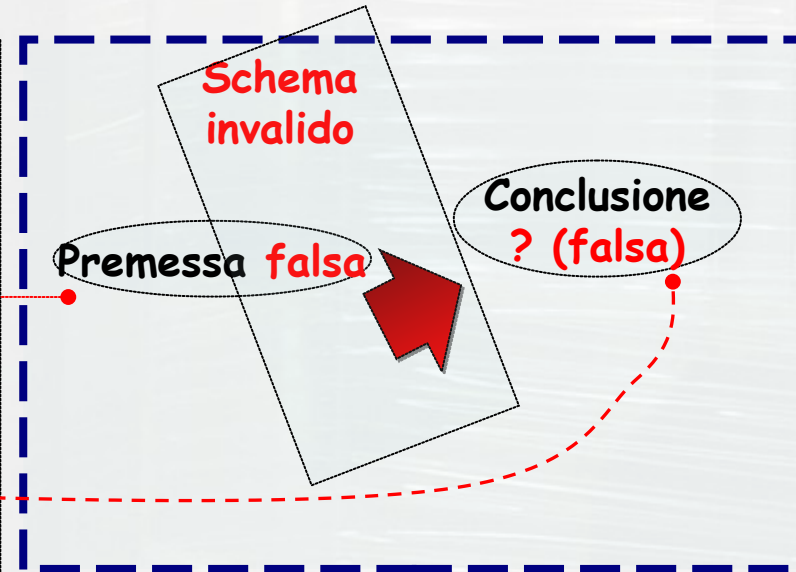 Schema
invalido
Premessa falsa
Conclusione
? (falsa)